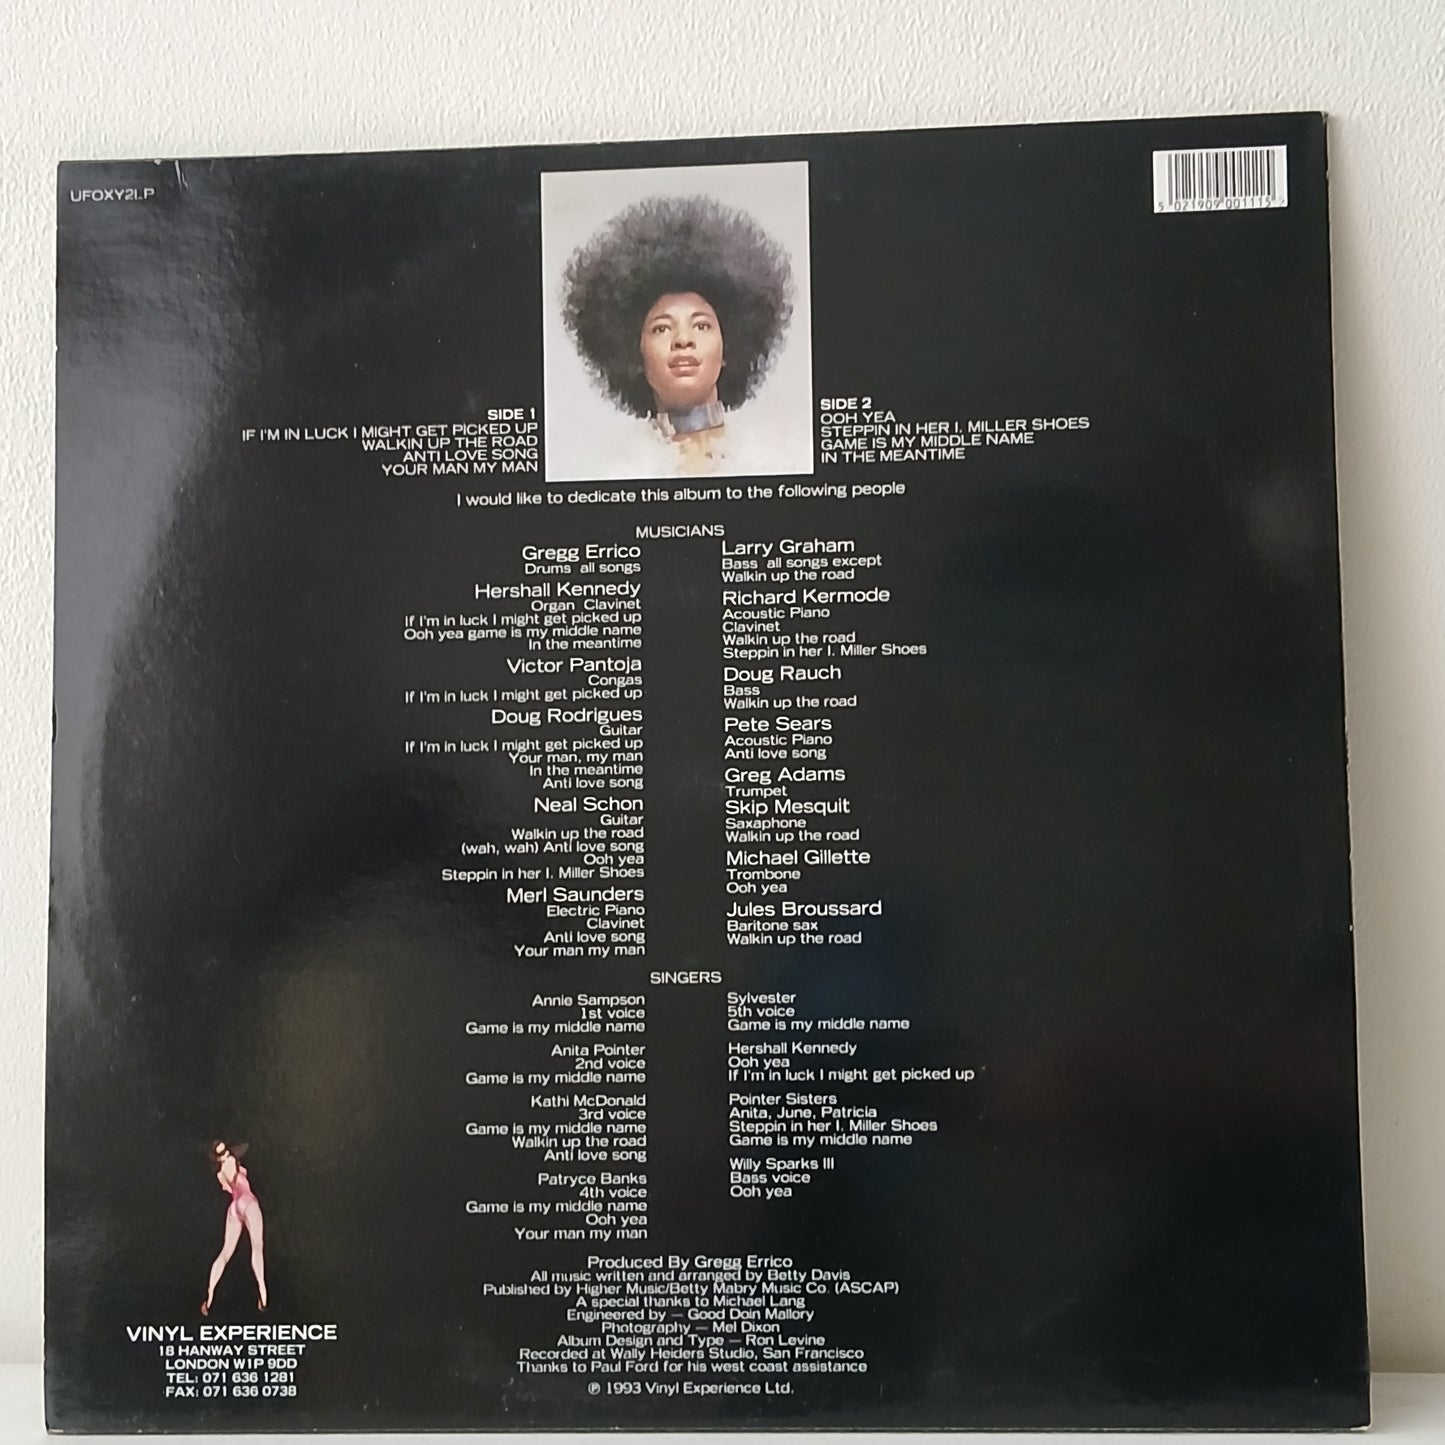 UFOXY2LP
5 021909 001115
SIDE 1
IF I'M IN LUCK I MIGHT GET PICKED UP
WALKIN UP THE ROAD
ANTI LOVE SONG
YOUR MAN MY MAN
SIDE 2
OOH YEA
STEPPIN IN HER I. MILLER SHOES
GAME IS MY MIDDLE NAME
IN THE MEANTIME
I would like to dedicate this album to the following people
MUSICIANS
Gregg Errico
Drums all songs
Hershall Kennedy
Organ Clavinet
If I'm in luck I might get picked up
Ooh yea game is my middle name
In the meantime
Victor Pantoja
Congas
If I'm in luck I might get picked up
Doug Rodrigues
Guitar
If I'm in luck I might get picked up
Your man, my man
In the meantime
Anti love song
Neal Schon
Guitar
Walkin up the road
(wah, wah) Anti love song
Ooh yea
Steppin in her I. Miller Shoes
Merl Saunders
Electric Piano
Clavinet
Anti love song
Your man my man
Larry Graham
Bass all songs except
Walkin up the road
Richard Kermode
Acoustic Piano
Clavinet
Walkin up the road
Steppin in her I. Miller Shoes
Doug Rauch
Bass
Walkin up the road
Pete Sears
Acoustic Piano
Anti love song
Greg Adams
Trumpet
Skip Mesquit
Saxaphone
Walkin up the road
Michael Gillette
Trombone
Ooh yea
Jules Broussard
Baritone sax
Walkin up the road
SINGERS
Annie Sampson
1st voice
Game is my middle name
Anita Pointer
2nd voice
Game is my middle name
Kathi McDonald
3rd voice
Game is my middle name
Walkin up the road
Anti love song
Patryce Banks
4th voice
Game is my middle name
Ooh yea
Your man my man
Sylvester
5th voice
Game is my middle name
Hershall Kennedy
Ooh yea
If I'm in luck I might get picked up
Pointer Sisters
Anita, June, Patricia
Steppin in her I. Miller Shoes
Game is my middle name
Willy Sparks III
Bass voice
Ooh yea
Produced By Gregg Errico
All music written and arranged by Betty Davis
Published by Higher Music/Betty Mabry Music Co. (ASCAP)
A special thanks to Michael Lang
Engineered by — Good Doin Mallory
Photography — Mel Dixon
Album Design and Type — Ron Levine
Recorded at Wally Heiders Studio, San Francisco
Thanks to Paul Ford for his west coast assistance
℗ 1993 Vinyl Experience Ltd.
VINYL EXPERIENCE
18 HANWAY STREET
LONDON W1P 9DD
TEL: 071 636 1281
FAX: 071 636 0738